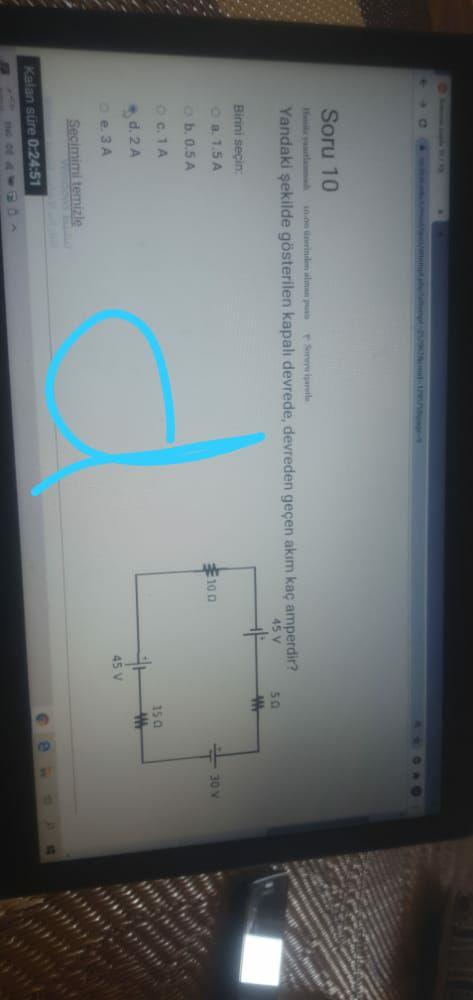 Soru 10
Henüz yanıtlanmadı 10.00 üzerinden alınan puan Soruyu işaretle
Yandaki şekilde gösterilen kapalı devrede, devreden geçen akım kaç amperdir?
45 V 5 Ω
Birini seçin:
a. 1.5 A
10 Ω
30 V
b. 0.5 A
c. 1 A
15 Ω
d. 2 A
45 V
e. 3 A
d
Seçimimi temizle
Windows
Kalan süre 0:24:51
ENG